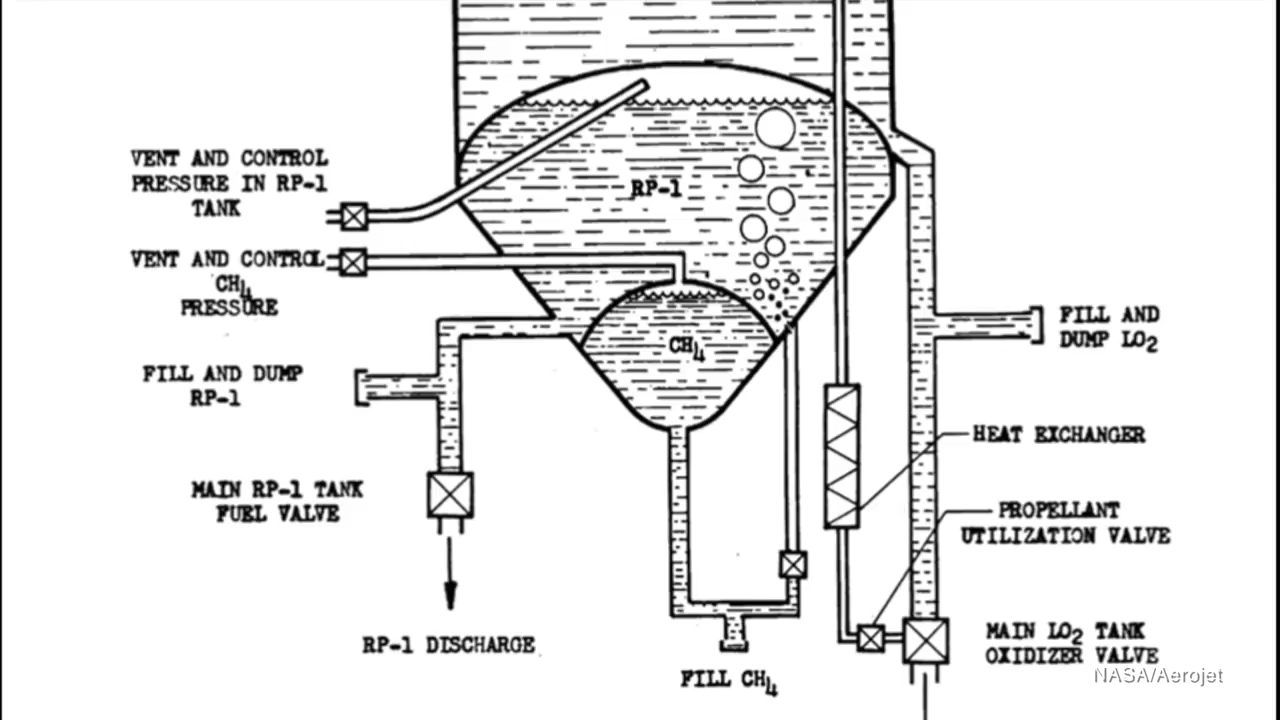 VENT AND CONTROL
PRESSURE IN RP-1
TANK
RP-1
VENT AND CONTROL
CH4
PRESSURE
CH4
FILL AND
DUMP LO2
FILL AND DUMP
RP-1
HEAT EXCHANGER
MAIN RP-1 TANK
FUEL VALVE
PROPELLANT
UTILIZATION VALVE
RP-1 DISCHARGE
MAIN LO2 TANK
OXIDIZER VALVE
FILL CH4
NASA/Aerojet